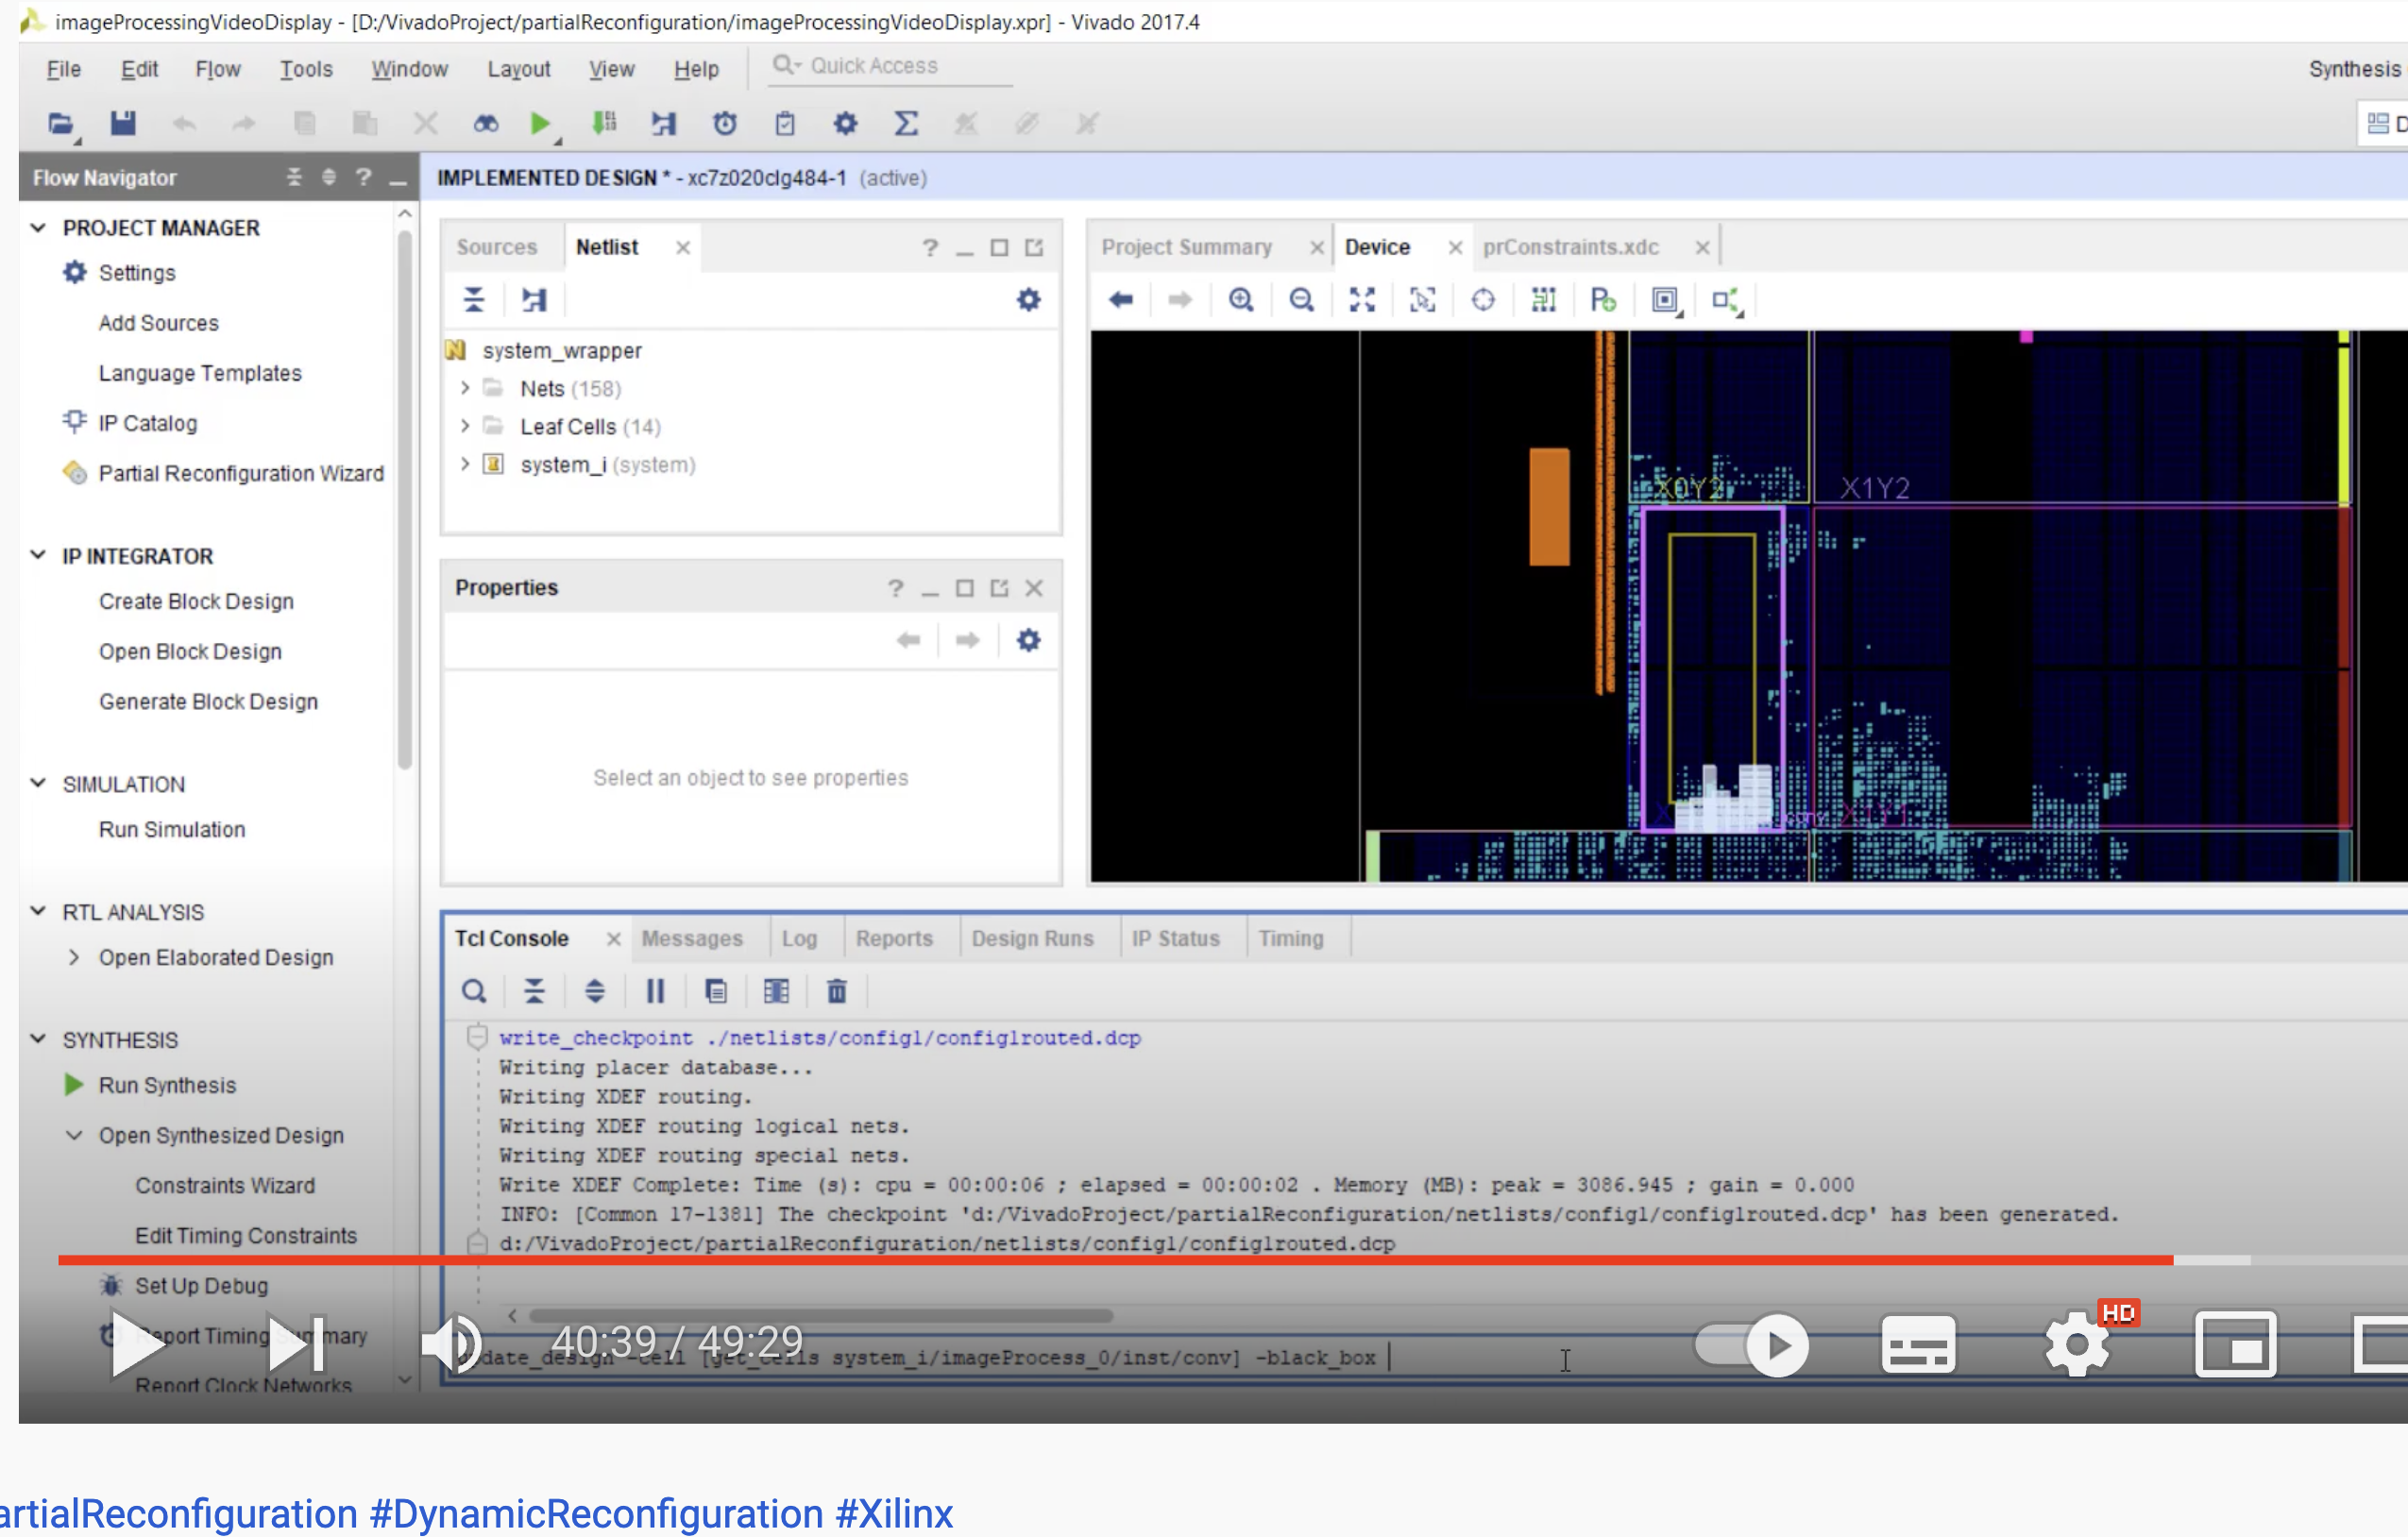 imageProcessingVideoDisplay - [D:/VivadoProject/partialReconfiguration/imageProcessingVideoDisplay.xpr] - Vivado 2017.4
File Edit Flow Tools Window Layout View Help Quick Access
Synthesis
Flow Navigator
IMPLEMENTED DESIGN * - xc7z020clg484-1 (active)
PROJECT MANAGER
Settings
Add Sources
Language Templates
IP Catalog
Partial Reconfiguration Wizard
IP INTEGRATOR
Create Block Design
Open Block Design
Generate Block Design
SIMULATION
Run Simulation
RTL ANALYSIS
Open Elaborated Design
SYNTHESIS
Run Synthesis
Open Synthesized Design
Constraints Wizard
Edit Timing Constraints
Set Up Debug
Report Timing Summary
Report Clock Networks
Sources Netlist
system_wrapper
Nets (158)
Leaf Cells (14)
system_i (system)
Properties
Select an object to see properties
Project Summary Device prConstraints.xdc
X0Y2 X1Y2
X1Y1
Tcl Console Messages Log Reports Design Runs IP Status Timing
write_checkpoint ./netlists/config1/config1routed.dcp
Writing placer database...
Writing XDEF routing.
Writing XDEF routing logical nets.
Writing XDEF routing special nets.
Write XDEF Complete: Time (s): cpu = 00:00:06 ; elapsed = 00:00:02 . Memory (MB): peak = 3086.945 ; gain = 0.000
INFO: [Common 17-1381] The checkpoint 'd:/VivadoProject/partialReconfiguration/netlists/config1/config1routed.dcp' has been generated.
d:/VivadoProject/partialReconfiguration/netlists/config1/config1routed.dcp
update_design -cell [get_cells system_i/imageProcess_0/inst/conv] -black_box
40:39 / 49:29
HD
artialReconfiguration #DynamicReconfiguration #Xilinx